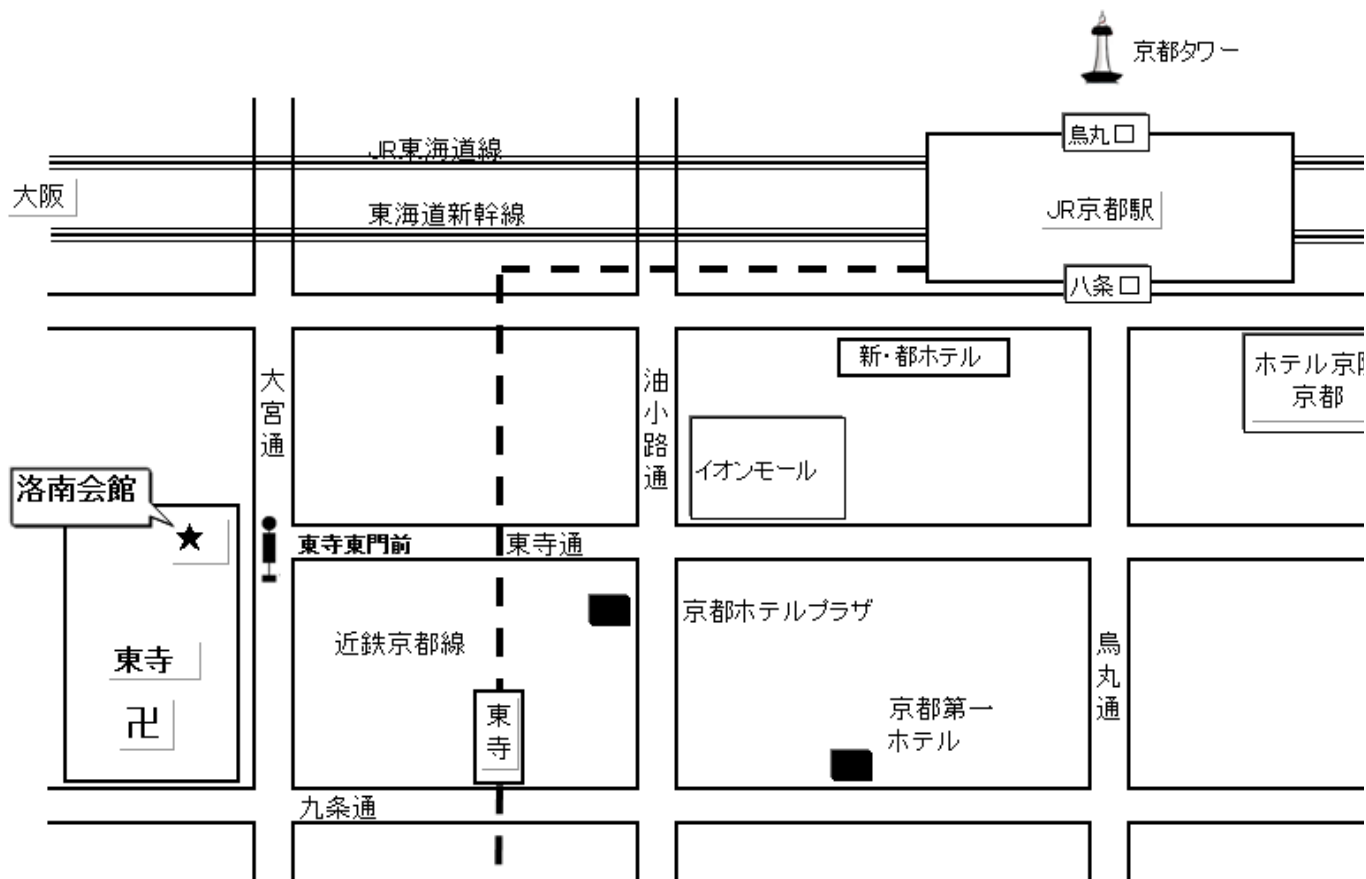 京都タワー
烏丸口
JR東海道線
大阪
JR京都駅
東海道新幹線
八条口
新・都ホテル
ホテル京阪
京都
大宮通
油小路通
イオンモール
洛南会館
★
東寺東門前
東寺通
京都ホテルプラザ
近鉄京都線
東寺
卍
東寺
京都第一
ホテル
烏丸通
九条通